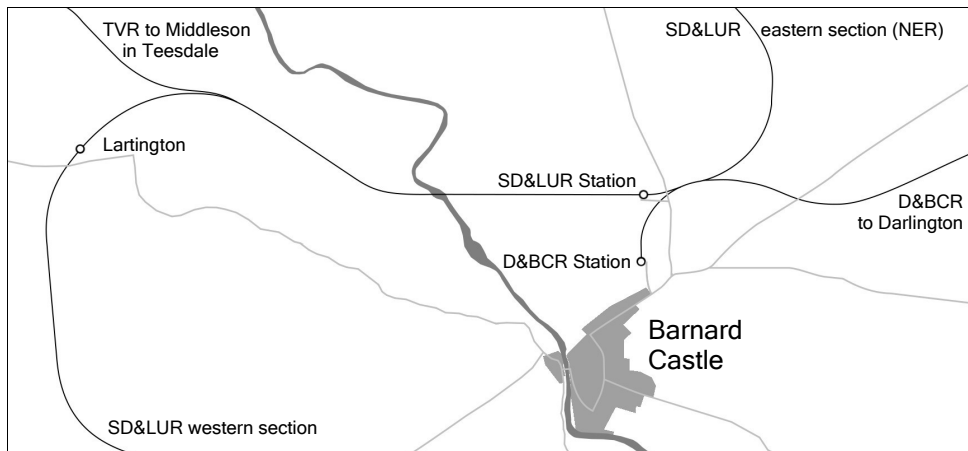 TVR to Middleson
in Teesdale
SD&LUR eastern section (NER)
Lartington
SD&LUR Station
D&BCR
to Darlington
D&BCR Station
Barnard
Castle
SD&LUR western section